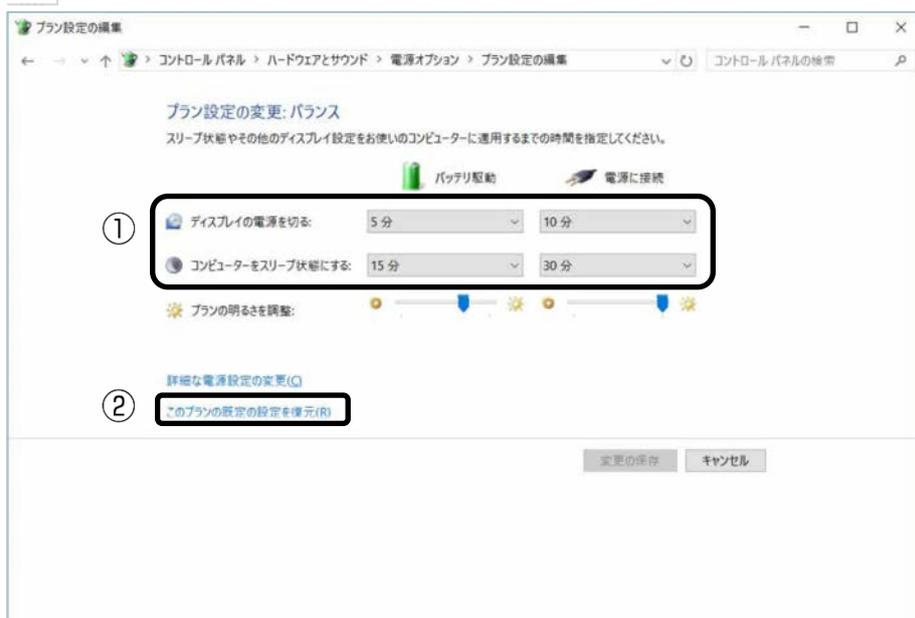 プラン設定の編集
コントロール パネル > ハードウェアとサウンド > 電源オプション > プラン設定の編集 コントロール パネルの検索
プラン設定の変更: バランス
スリープ状態やその他のディスプレイ設定をお使いのコンピューターに適用するまでの時間を指定してください。
バッテリ駆動 電源に接続
① ディスプレイの電源を切る: 5 分 10 分
コンピューターをスリープ状態にする: 15 分 30 分
プランの明るさを調整:
詳細な電源設定の変更(C)
② このプランの既定の設定を復元(R)
変更の保存 キャンセル